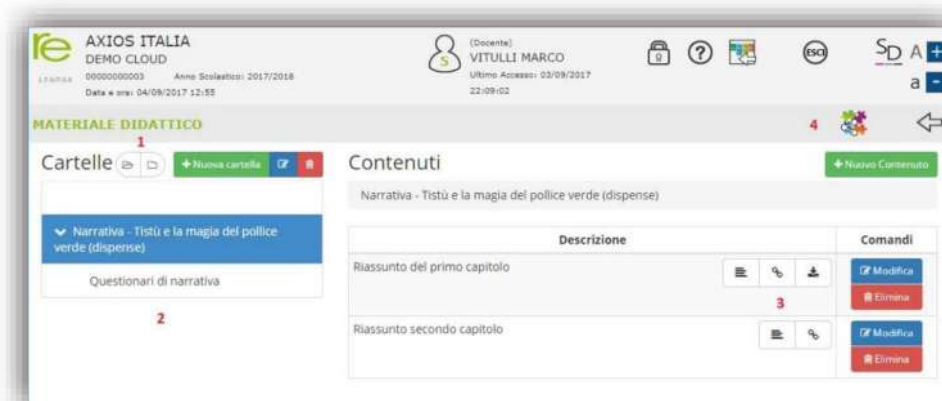 re
AXIOS ITALIA
DEMO CLOUD
00000000003 Anno Scolastico: 2017/2018
Data e ora: 04/09/2017 12:55
S
(Docente)
VITULLI MARCO
Ultimo Accesso: 03/09/2017
22:09:02
?
ESCI
SD
A +
a -
MATERIALE DIDATTICO
1
4
Cartelle
+Nuova cartella
Contenuti
+Nuovo Contenuto
Narrativa - Tistù e la magia del pollice verde (dispense)
Narrativa - Tistù e la magia del pollice
verde (dispense)
Questionari di narrativa
2
Descrizione Comandi
Riassunto del primo capitolo
Modifica
3
Elimina
Riassunto secondo capitolo
Modifica
Elimina